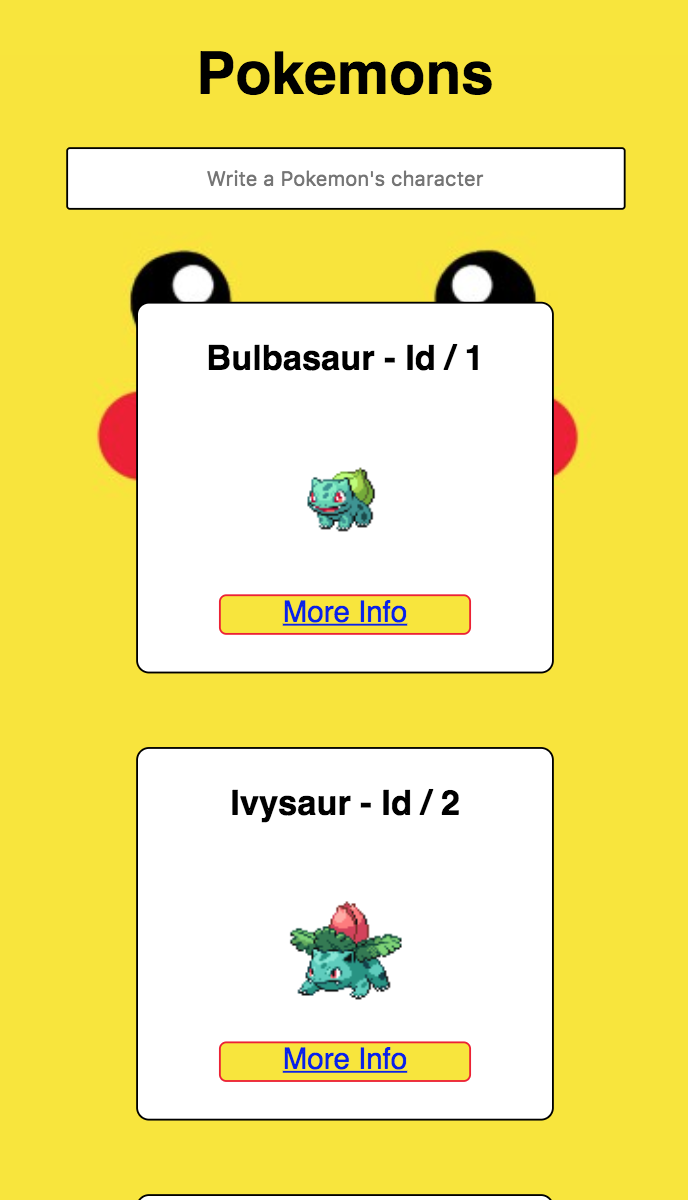 Pokemons
Write a Pokemon's character
Bulbasaur - Id / 1
More Info
Ivysaur - Id / 2
More Info